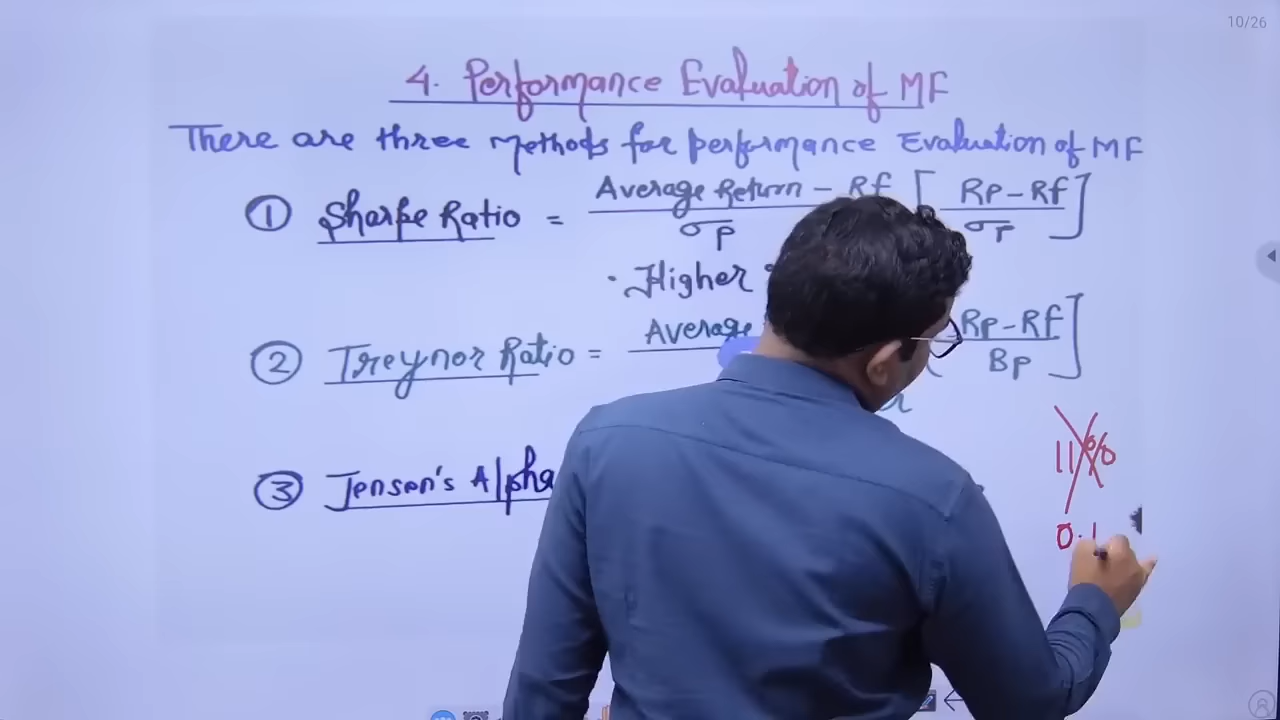 10/26
4. Performance Evaluation of MF
There are three methods for performance Evaluation of MF
① Sharpe Ratio = Average Return - Rf [ Rp - Rf ]
σp σp
· Higher
② Treynor Ratio = Average Rp - Rf ]
Bp
③ Jensen's Alpha
11%
0.1